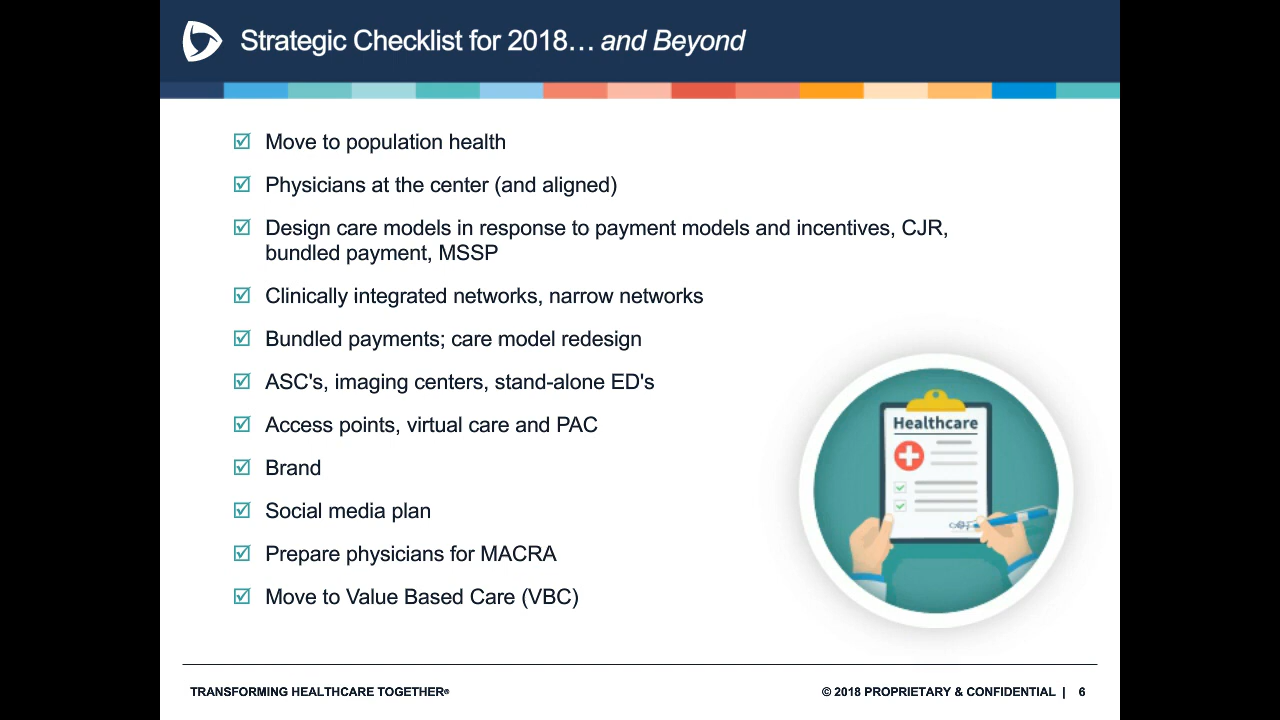 Strategic Checklist for 2018… and Beyond
Move to population health
Physicians at the center (and aligned)
Design care models in response to payment models and incentives, CJR,
bundled payment, MSSP
Clinically integrated networks, narrow networks
Bundled payments; care model redesign
ASC's, imaging centers, stand-alone ED's
Access points, virtual care and PAC
Brand
Social media plan
Prepare physicians for MACRA
Move to Value Based Care (VBC)
Healthcare
TRANSFORMING HEALTHCARE TOGETHER®
© 2018 PROPRIETARY & CONFIDENTIAL | 6